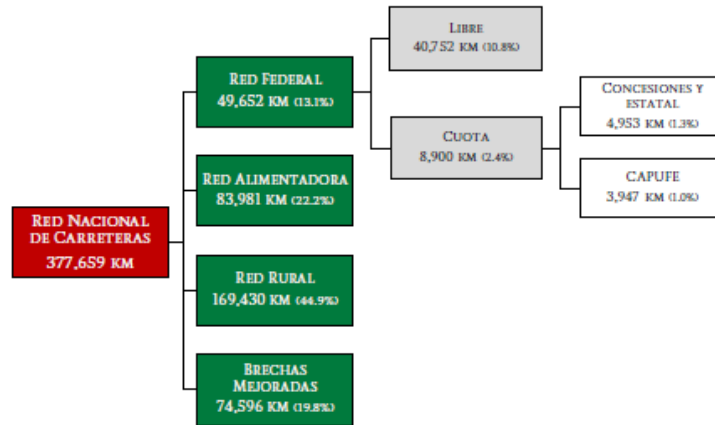 RED NACIONAL
DE CARRETERAS
377,659 KM
RED FEDERAL
49,652 KM (13.1%)
RED ALIMENTADORA
83,981 KM (22.2%)
RED RURAL
169,430 KM (44.9%)
BRECHAS
MEJORADAS
74,596 KM (19.8%)
LIBRE
40,752 KM (10.8%)
CUOTA
8,900 KM (2.4%)
CONCESIONES Y
ESTATAL
4,953 KM (1.3%)
CAPUFE
3,947 KM (1.0%)